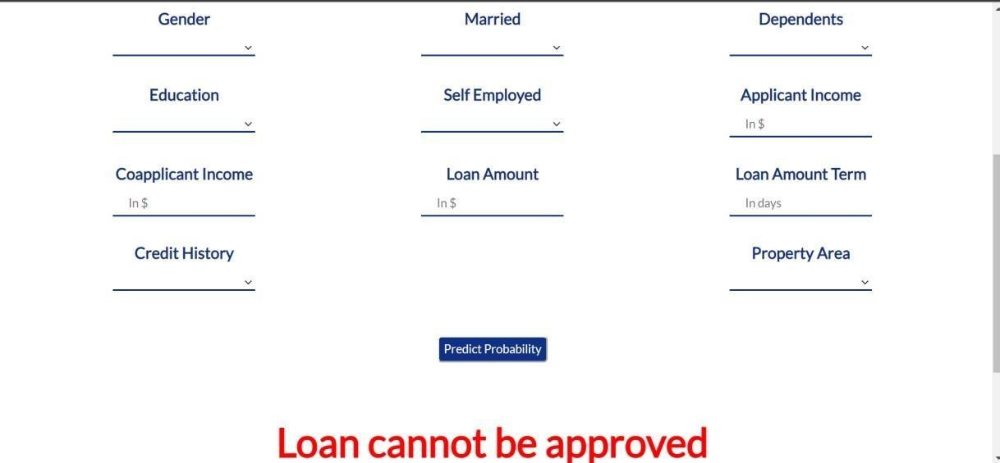 Gender Married Dependents
Education Self Employed Applicant Income
In $
Coapplicant Income Loan Amount Loan Amount Term
In $ In $ In days
Credit History Property Area
Predict Probability
Loan cannot be approved